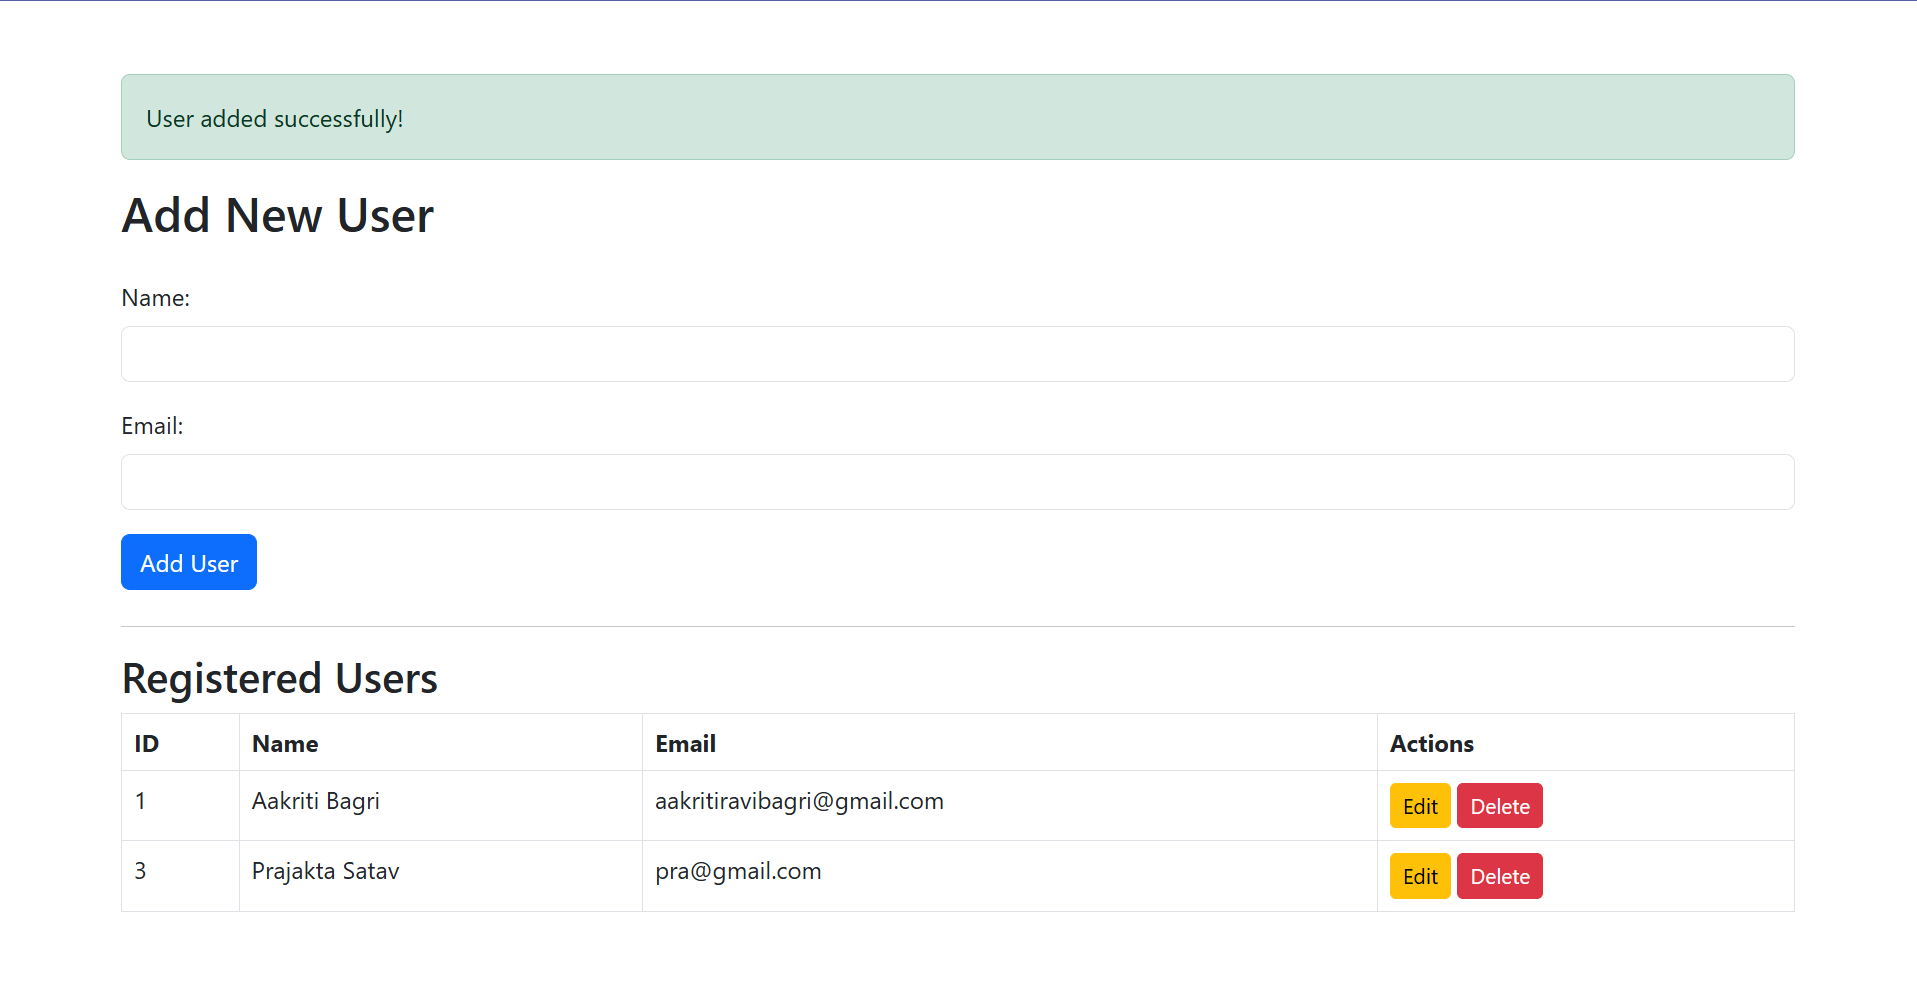 User added successfully!
Add New User
Name:
Email:
Add User
Registered Users
ID Name Email Actions
1 Aakriti Bagri aakritiravibagri@gmail.com Edit Delete
3 Prajakta Satav pra@gmail.com Edit Delete